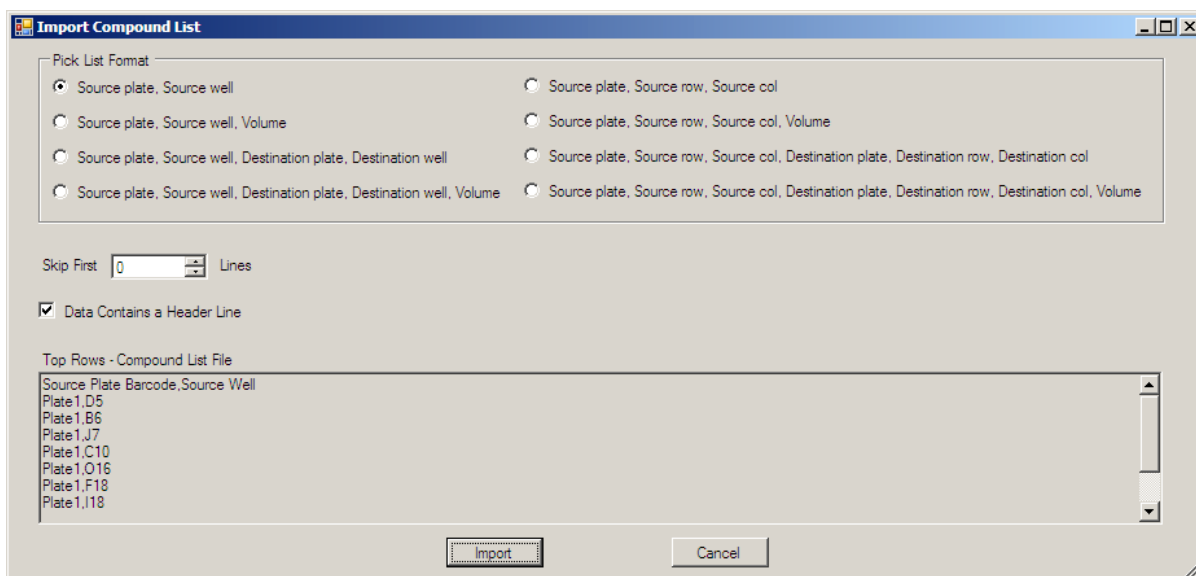 Import Compound List
Pick List Format
Source plate, Source well
Source plate, Source row, Source col
Source plate, Source well, Volume
Source plate, Source row, Source col, Volume
Source plate, Source well, Destination plate, Destination well
Source plate, Source row, Source col, Destination plate, Destination row, Destination col
Source plate, Source well, Destination plate, Destination well, Volume
Source plate, Source row, Source col, Destination plate, Destination row, Destination col, Volume
Skip First 0 Lines
Data Contains a Header Line
Top Rows - Compound List File
Source Plate Barcode,Source Well
Plate1,D5
Plate1,B6
Plate1,J7
Plate1,C10
Plate1,O16
Plate1,F18
Plate1,I18
Import Cancel